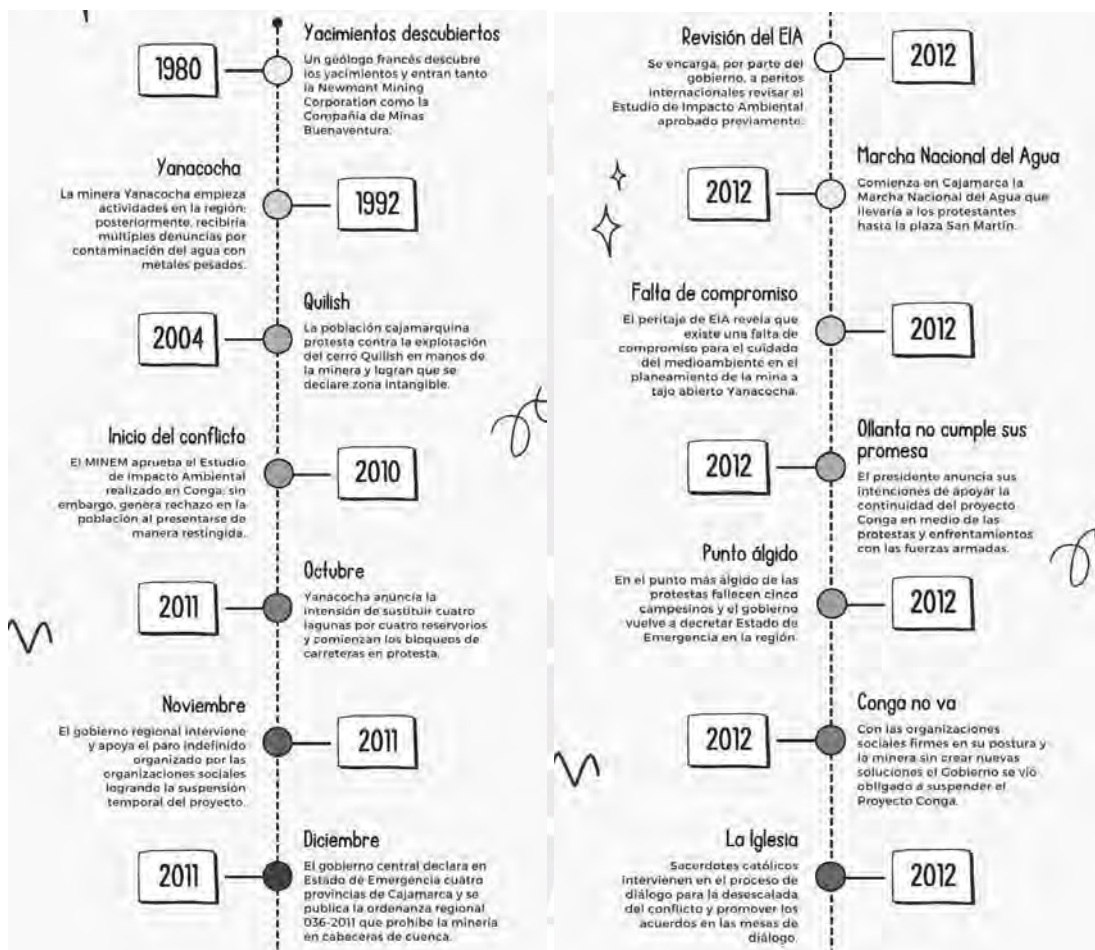 Yacimientos descubiertos
1980
Un geólogo francés descubre
los yacimientos y entran tanto
la Newmont Mining
Corporation como la
Compañía de Minas
Buenaventura.
Yanacocha
1992
La minera Yanacocha empieza
actividades en la región;
posteriormente, recibiría
múltiples denuncias por
contaminación del agua con
metales pesados.
Quilish
2004
La población cajamarquina
protesta contra la explotación
del cerro Quilish en manos de
la minera y logran que se
declare zona intangible.
Inicio del conflicto
2010
El MINEM aprueba el Estudio
de Impacto Ambiental
realizado en Conga; sin
embargo, genera rechazo en la
población al presentarse de
manera restingida.
Octubre
2011
Yanacocha anuncia la
intensión de sustituir cuatro
lagunas por cuatro reservorios
y comienzan los bloqueos de
carreteras en protesta.
Noviembre
2011
El gobierno regional interviene
y apoya el paro indefinido
organizado por las
organizaciones sociales
logrando la suspensión
temporal del proyecto.
Diciembre
2011
El gobierno central declara en
Estado de Emergencia cuatro
provincias de Cajamarca y se
publica la ordenanza regional
036-2011 que prohíbe la minería
en cabeceras de cuenca.
Revisión del EIA
2012
Se encarga, por parte del
gobierno, a peritos
internacionales revisar el
Estudio de Impacto Ambiental
aprobado previamente.
Marcha Nacional del Agua
2012
Comienza en Cajamarca la
Marcha Nacional del Agua que
llevaría a los protestantes
hasta la plaza San Martín.
Falta de compromiso
2012
El peritaje de EIA revela que
existe una falta de
compromiso para el cuidado
del medioambiente en el
planeamiento de la mina a
tajo abierto Yanacocha.
Ollanta no cumple sus
promesa
2012
El presidente anuncia sus
intenciones de apoyar la
continuidad del proyecto
Conga en medio de las
protestas y enfrentamientos
con las fuerzas armadas.
Punto álgido
2012
En el punto más álgido de las
protestas fallecen cinco
campesinos y el gobierno
vuelve a decretar Estado de
Emergencia en la región.
Conga no va
2012
Con las organizaciones
sociales firmes en su postura y
la minera sin crear nuevas
soluciones el Gobierno se vio
obligado a suspender el
Proyecto Conga.
La Iglesia
2012
Sacerdotes católicos
intervienen en el proceso de
diálogo para la desescalada
del conflicto y promover los
acuerdos en las mesas de
diálogo.